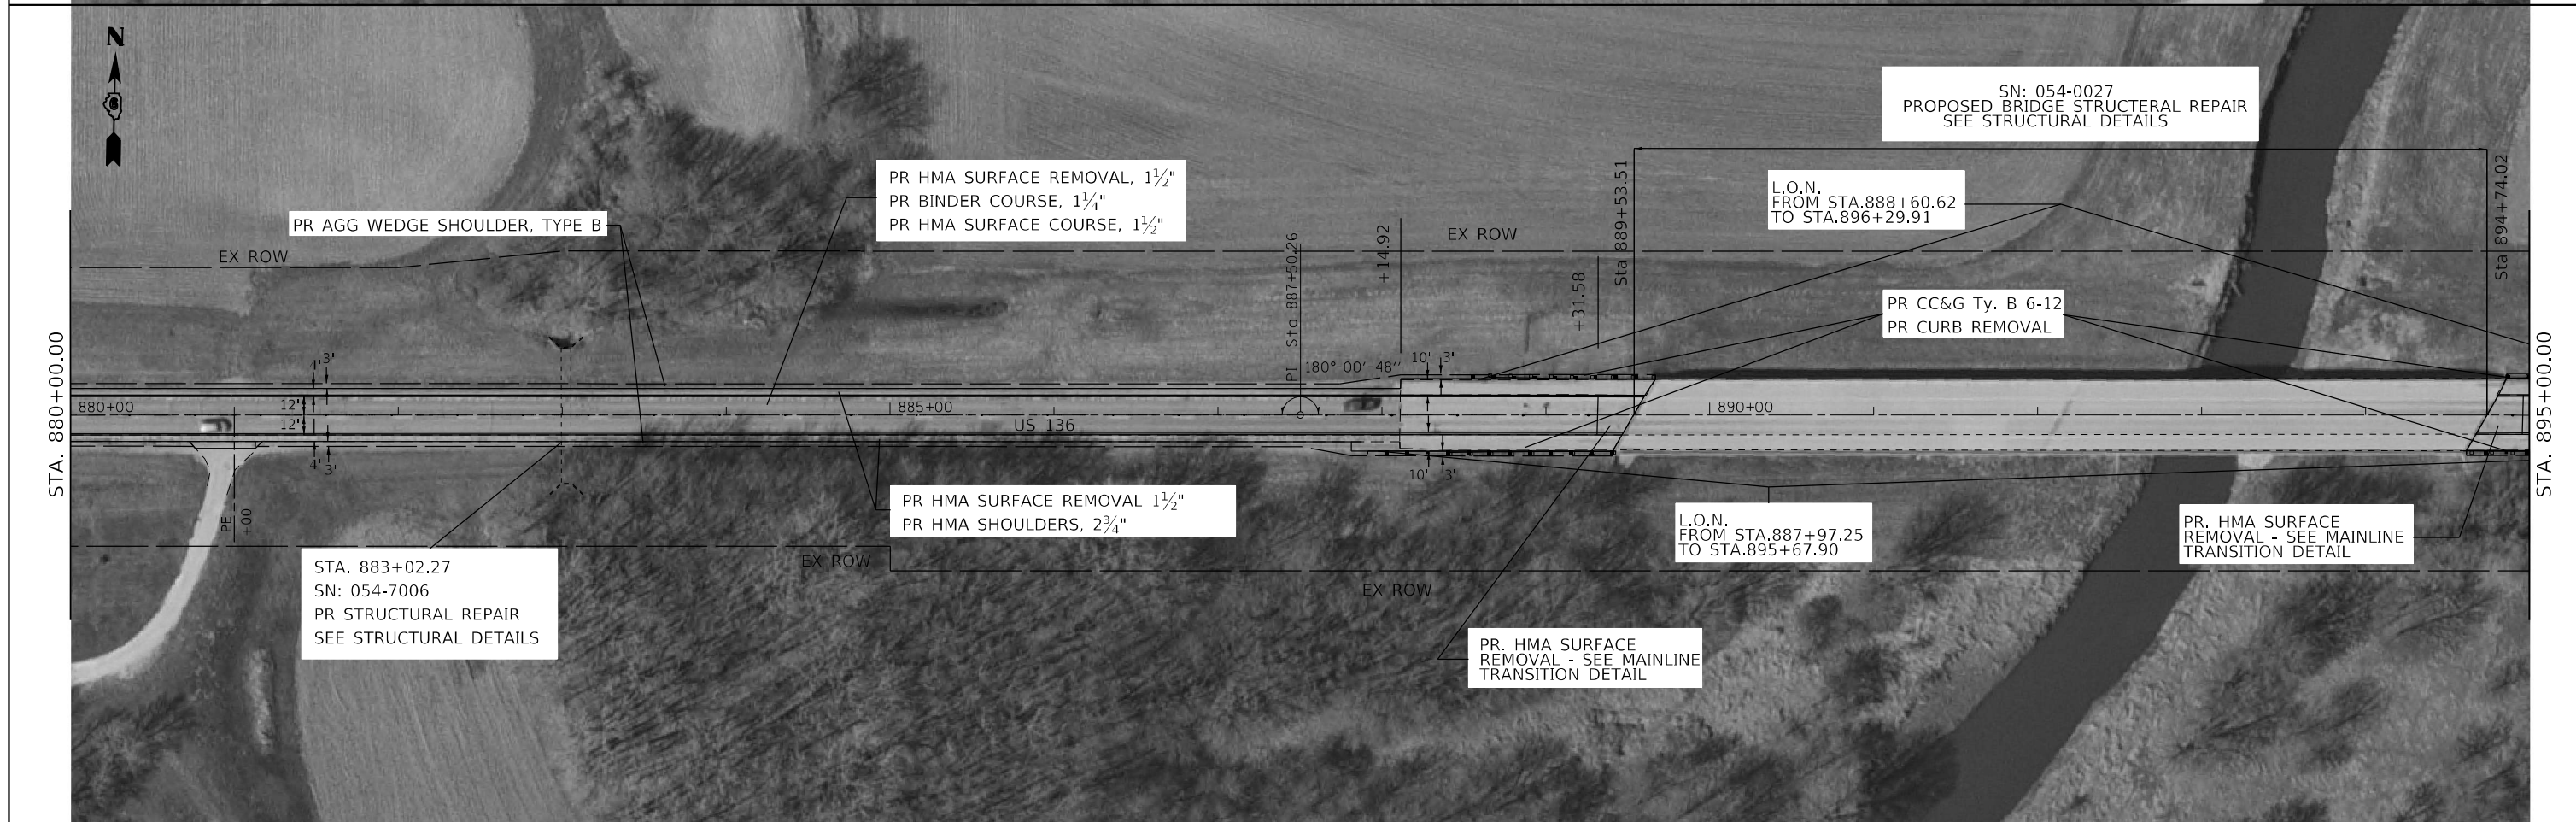 N
6
SN: 054-0027
PROPOSED BRIDGE STRUCTERAL REPAIR
SEE STRUCTURAL DETAILS
PR HMA SURFACE REMOVAL, 1½"
PR BINDER COURSE, 1¼"
PR HMA SURFACE COURSE, 1½"
L.O.N.
FROM STA.888+60.62
TO STA.896+29.91
PR AGG WEDGE SHOULDER, TYPE B
EX ROW
EX ROW
PI Sta 887+50.26
+14.92
+31.58
Sta 889+53.51
Sta 894+74.02
PR CC&G Ty. B 6-12
PR CURB REMOVAL
STA. 880+00.00
STA. 895+00.00
4'
3'
180°-00'-48"
10'
3'
880+00
12'
12'
885+00
US 136
890+00
4'
3'
10'
3'
PE
+00
PR HMA SURFACE REMOVAL 1½"
PR HMA SHOULDERS, 2¾"
L.O.N.
FROM STA.887+97.25
TO STA.895+67.90
PR. HMA SURFACE
REMOVAL - SEE MAINLINE
TRANSITION DETAIL
STA. 883+02.27
SN: 054-7006
PR STRUCTURAL REPAIR
SEE STRUCTURAL DETAILS
EX ROW
EX ROW
PR. HMA SURFACE
REMOVAL - SEE MAINLINE
TRANSITION DETAIL